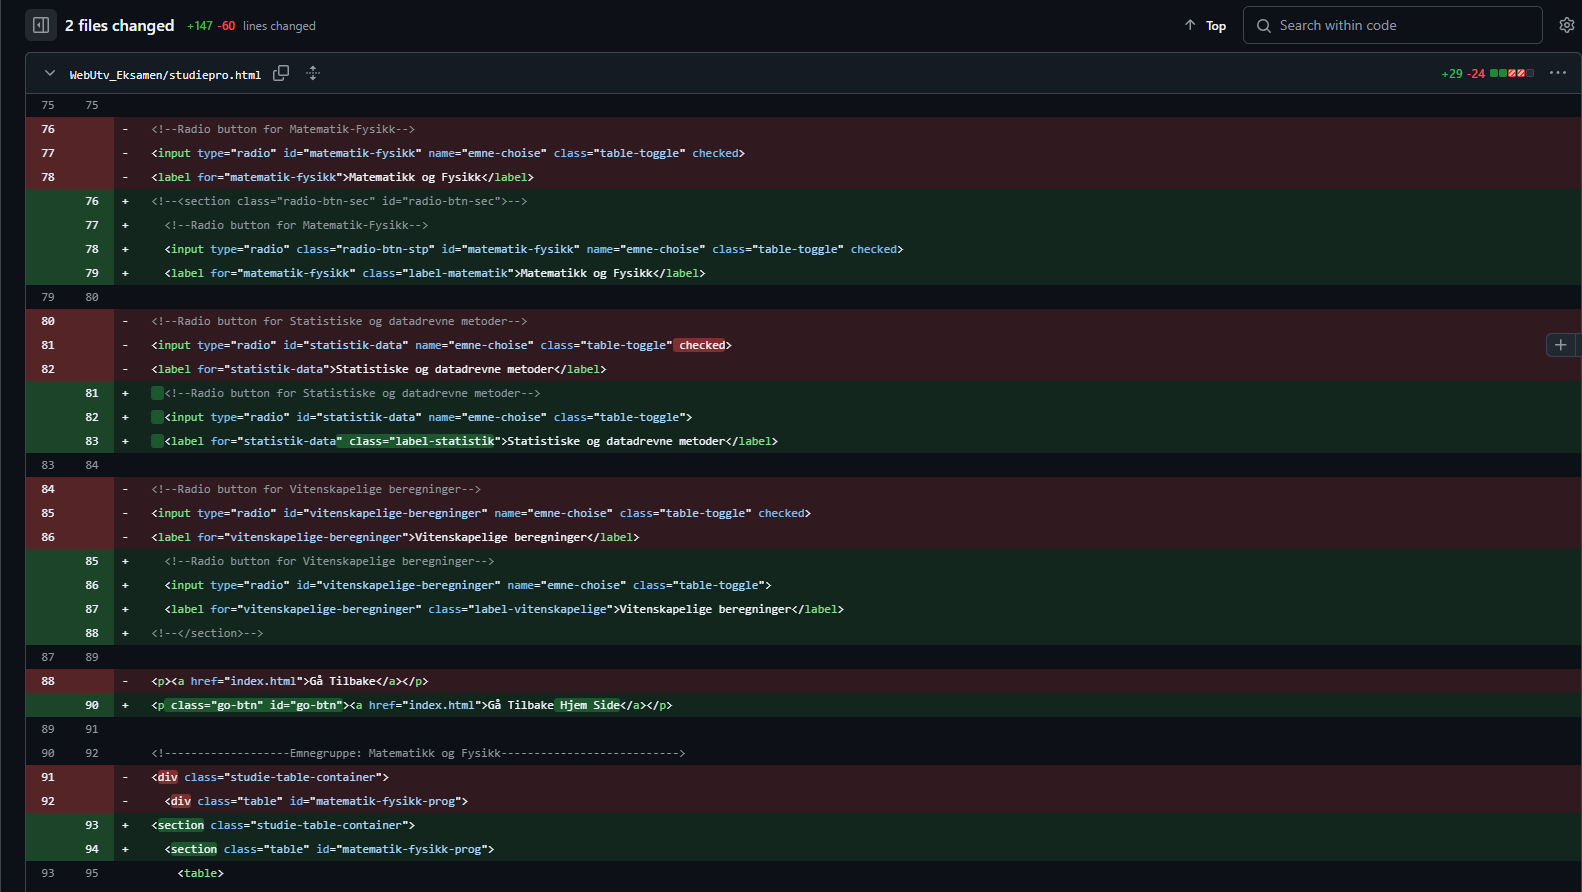 2 files changed +147 -60 lines changed Top Search within code
WebUtv_Eksamen/studiepro.html +29 -24
75 75
76 - <!--Radio button for Matematik-Fysikk-->
77 - <input type="radio" id="matematik-fysikk" name="emne-choise" class="table-toggle" checked>
78 - <label for="matematik-fysikk">Matematikk og Fysikk</label>
76 + <!--<section class="radio-btn-sec" id="radio-btn-sec">-->
77 + <!--Radio button for Matematik-Fysikk-->
78 + <input type="radio" class="radio-btn-stp" id="matematik-fysikk" name="emne-choise" class="table-toggle" checked>
79 + <label for="matematik-fysikk" class="label-matematik">Matematikk og Fysikk</label>
79 80
80 - <!--Radio button for Statistiske og datadrevne metoder-->
81 - <input type="radio" id="statistik-data" name="emne-choise" class="table-toggle" checked>
82 - <label for="statistik-data">Statistiske og datadrevne metoder</label>
81 + <!--Radio button for Statistiske og datadrevne metoder-->
82 + <input type="radio" id="statistik-data" name="emne-choise" class="table-toggle">
83 + <label for="statistik-data" class="label-statistik">Statistiske og datadrevne metoder</label>
83 84
84 - <!--Radio button for Vitenskapelige beregninger-->
85 - <input type="radio" id="vitenskapelige-beregninger" name="emne-choise" class="table-toggle" checked>
86 - <label for="vitenskapelige-beregninger">Vitenskapelige beregninger</label>
85 + <!--Radio button for Vitenskapelige beregninger-->
86 + <input type="radio" id="vitenskapelige-beregninger" name="emne-choise" class="table-toggle">
87 + <label for="vitenskapelige-beregninger" class="label-vitenskapelige">Vitenskapelige beregninger</label>
88 + <!--</section>-->
87 89
88 - <p><a href="index.html">Gå Tilbake</a></p>
90 + <p class="go-btn" id="go-btn"><a href="index.html">Gå Tilbake Hjem Side</a></p>
89 91
90 92 <!-------------------Emnegruppe: Matematikk og Fysikk--------------------------->
91 - <div class="studie-table-container">
92 - <div class="table" id="matematik-fysikk-prog">
93 + <section class="studie-table-container">
94 + <section class="table" id="matematik-fysikk-prog">
93 95 <table>